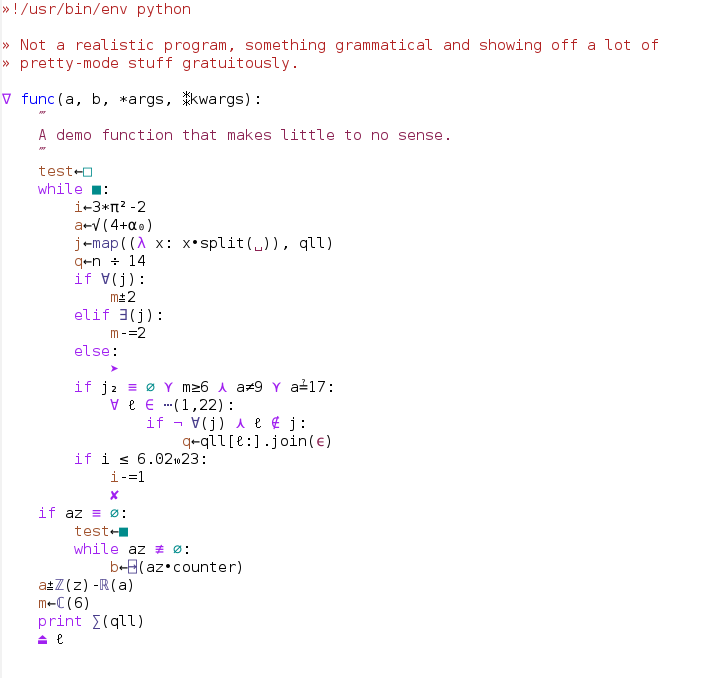 »!/usr/bin/env python
» Not a realistic program, something grammatical and showing off a lot of
» pretty-mode stuff gratuitously.
∇ func(a, b, *args, ⁑kwargs):
    ‴
    A demo function that makes little to no sense.
    ‴
    test←□
    while ■:
        i←3*π²-2
        a←√(4+α₀)
        j←map((λ x: x•split(␣)), qll)
        q←n ÷ 14
        if ∀(j):
            m±2
        elif ∃(j):
            m-=2
        else:
            ➤
        if j₂ ≡ ∅ ⋎ m≥6 ⋏ a≠9 ⋎ a≟17:
            ∀ ℓ ∈ ⋯(1,22):
                if ¬ ∀(j) ⋏ ℓ ∉ j:
                    q←qll[ℓ:].join(ϵ)
        if i ≤ 6.02⏨23:
            i-=1
            ✘
    if az ≡ ∅:
        test←■
        while az ≢ ∅:
            b←⍈(az•counter)
    a±ℤ(z)-ℝ(a)
    m←ℂ(6)
    print ∑(qll)
    ⏏ ℓ